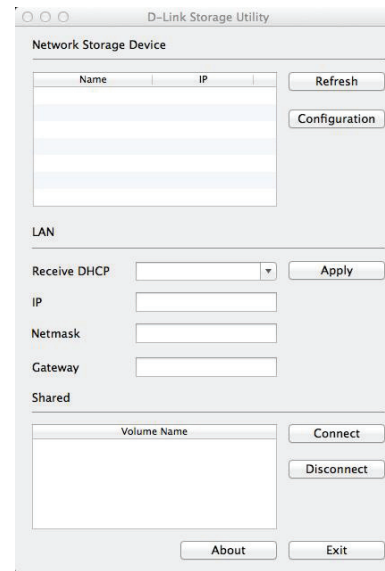 D-Link Storage Utility
Network Storage Device
Name IP
Refresh
Configuration
LAN
Receive DHCP
Apply
IP
Netmask
Gateway
Shared
Volume Name
Connect
Disconnect
About
Exit